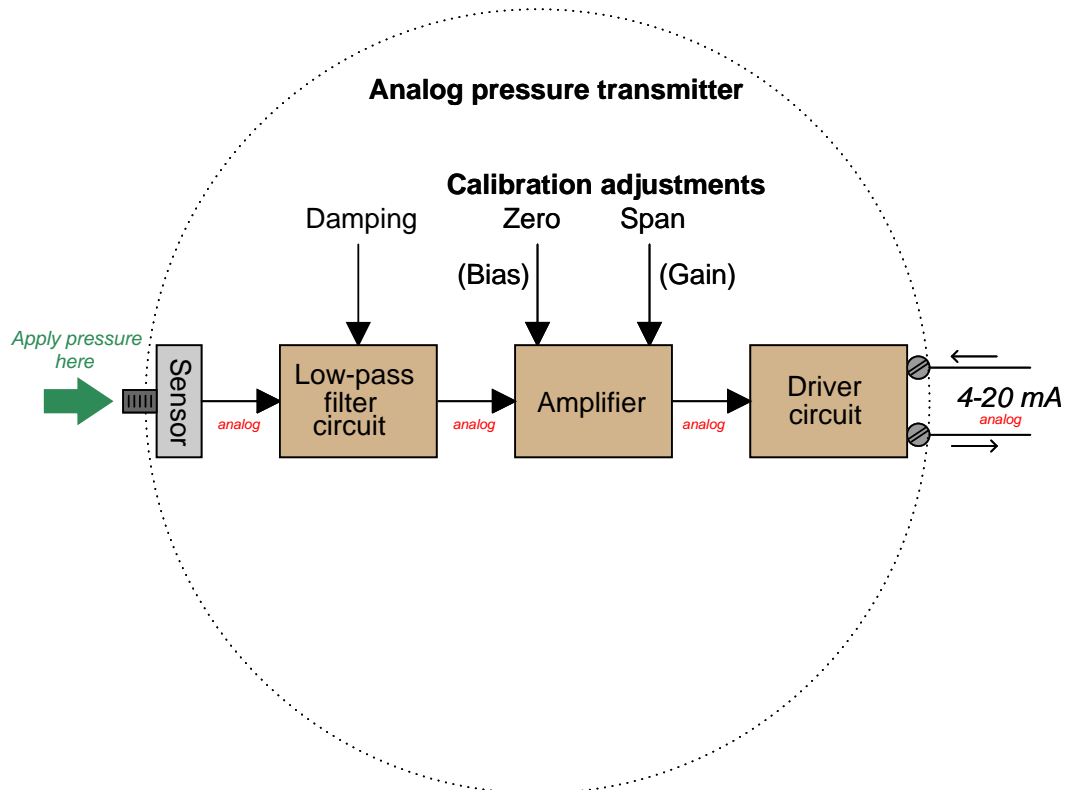 Analog pressure transmitter
Calibration adjustments
Damping
Zero
Span
(Bias)
(Gain)
Apply pressure
here
Sensor
analog
Low-pass
filter
circuit
analog
Amplifier
analog
Driver
circuit
4-20 mA
analog